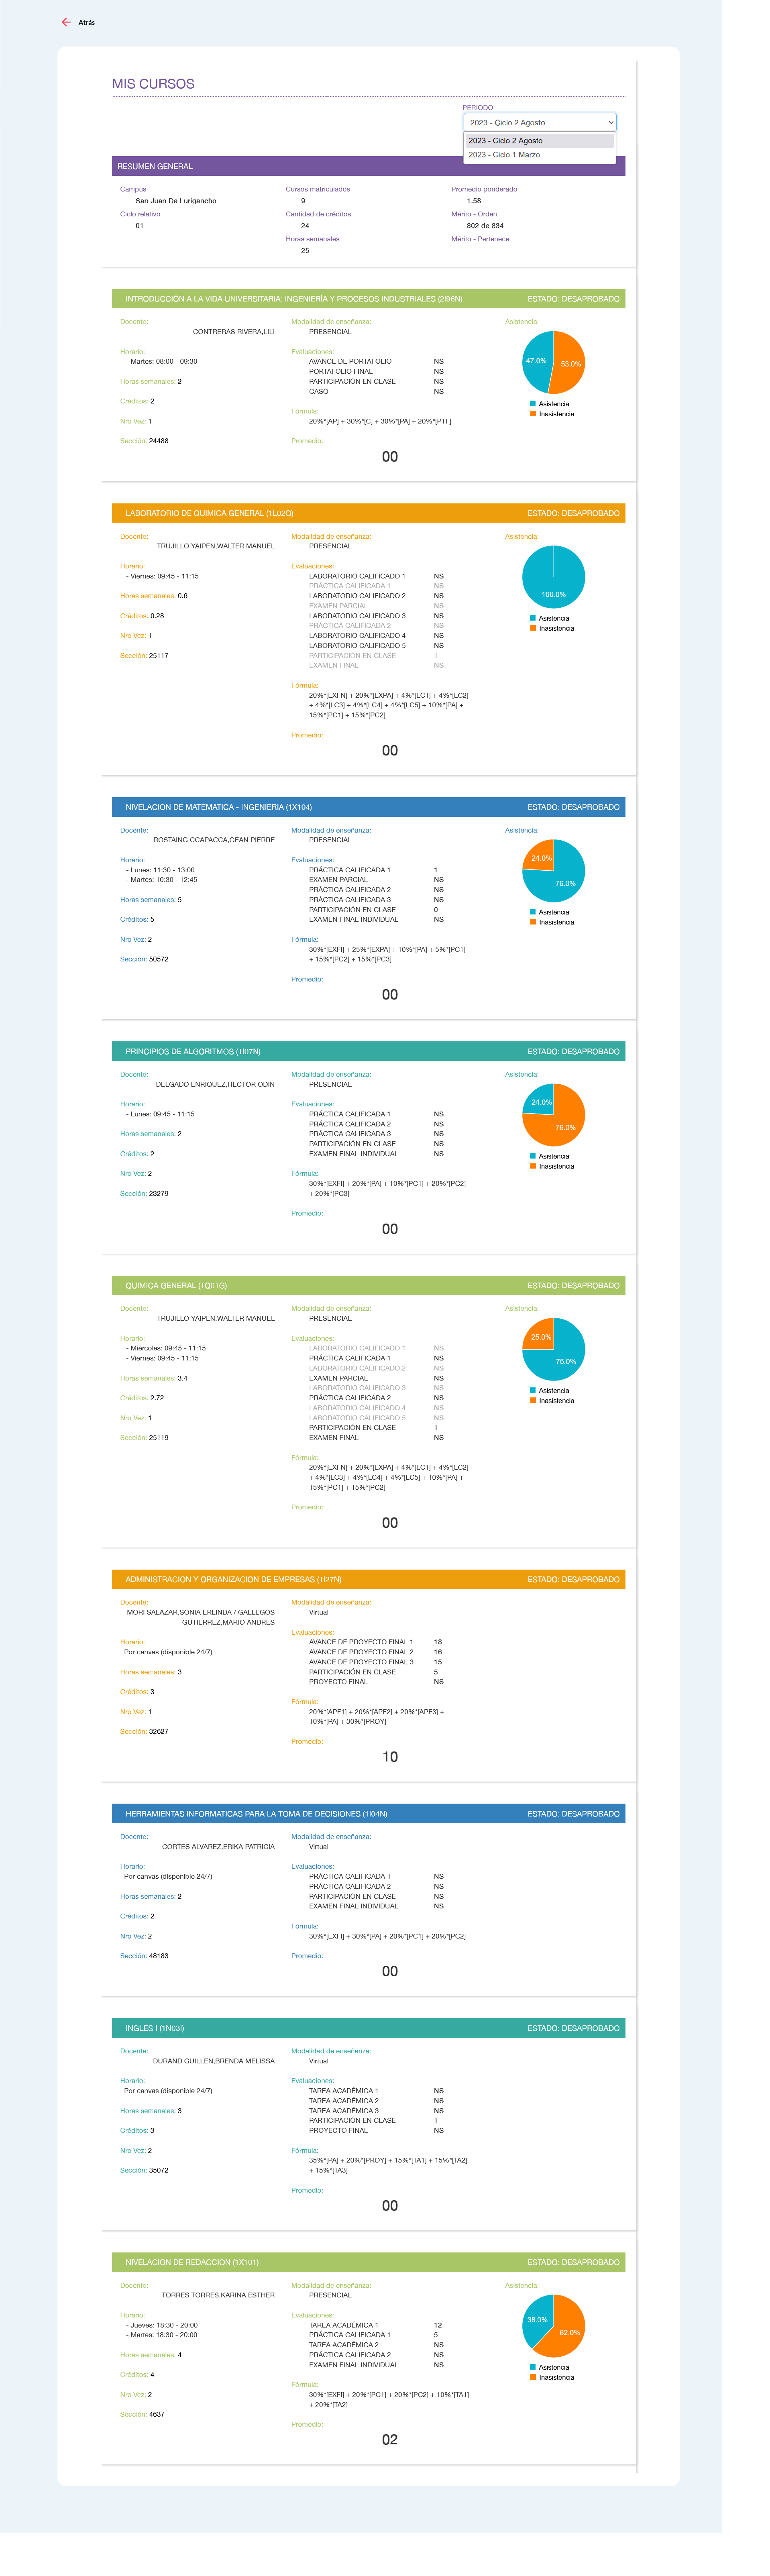 Atrás
MIS CURSOS
PERIODO
2023 - Ciclo 2 Agosto
2023 - Ciclo 2 Agosto
2023 - Ciclo 1 Marzo
RESUMEN GENERAL
Campus
San Juan De Lurigancho
Ciclo relativo
01
Cursos matriculados
9
Cantidad de créditos
24
Horas semanales
25
Promedio ponderado
1.58
Mérito - Orden
802 de 834
Mérito - Pertenece
--
INTRODUCCIÓN A LA VIDA UNIVERSITARIA: INGENIERÍA Y PROCESOS INDUSTRIALES (2I96N) ESTADO: DESAPROBADO
Docente:
CONTRERAS RIVERA,LILI
Horario:
- Martes: 08:00 - 09:30
Horas semanales: 2
Créditos: 2
Nro Vez: 1
Sección: 24488
Modalidad de enseñanza:
PRESENCIAL
Evaluaciones:
AVANCE DE PORTAFOLIO NS
PORTAFOLIO FINAL NS
PARTICIPACIÓN EN CLASE NS
CASO NS
Fórmula:
20%*[AP] + 30%*[C] + 30%*[PA] + 20%*[PTF]
Promedio:
00
Asistencia:
47.0%
53.0%
Asistencia
Inasistencia
LABORATORIO DE QUIMICA GENERAL (1L02Q) ESTADO: DESAPROBADO
Docente:
TRUJILLO YAIPEN,WALTER MANUEL
Horario:
- Viernes: 09:45 - 11:15
Horas semanales: 0.6
Créditos: 0.28
Nro Vez: 1
Sección: 25117
Modalidad de enseñanza:
PRESENCIAL
Evaluaciones:
LABORATORIO CALIFICADO 1 NS
PRÁCTICA CALIFICADA 1 NS
LABORATORIO CALIFICADO 2 NS
EXAMEN PARCIAL NS
LABORATORIO CALIFICADO 3 NS
PRÁCTICA CALIFICADA 2 NS
LABORATORIO CALIFICADO 4 NS
LABORATORIO CALIFICADO 5 NS
PARTICIPACIÓN EN CLASE 1
EXAMEN FINAL NS
Fórmula:
20%*[EXFN] + 20%*[EXPA] + 4%*[LC1] + 4%*[LC2]
+ 4%*[LC3] + 4%*[LC4] + 4%*[LC5] + 10%*[PA] +
15%*[PC1] + 15%*[PC2]
Promedio:
00
Asistencia:
100.0%
Asistencia
Inasistencia
NIVELACION DE MATEMATICA - INGENIERIA (1X104) ESTADO: DESAPROBADO
Docente:
ROSTAING CCAPACCA,GEAN PIERRE
Horario:
- Lunes: 11:30 - 13:00
- Martes: 10:30 - 12:45
Horas semanales: 5
Créditos: 5
Nro Vez: 2
Sección: 50572
Modalidad de enseñanza:
PRESENCIAL
Evaluaciones:
PRÁCTICA CALIFICADA 1 1
EXAMEN PARCIAL NS
PRÁCTICA CALIFICADA 2 NS
PRÁCTICA CALIFICADA 3 NS
PARTICIPACIÓN EN CLASE 0
EXAMEN FINAL INDIVIDUAL NS
Fórmula:
30%*[EXFI] + 25%*[EXPA] + 10%*[PA] + 5%*[PC1]
+ 15%*[PC2] + 15%*[PC3]
Promedio:
00
Asistencia:
24.0%
76.0%
Asistencia
Inasistencia
PRINCIPIOS DE ALGORITMOS (1I07N) ESTADO: DESAPROBADO
Docente:
DELGADO ENRIQUEZ,HECTOR ODIN
Horario:
- Lunes: 09:45 - 11:15
Horas semanales: 2
Créditos: 2
Nro Vez: 2
Sección: 23279
Modalidad de enseñanza:
PRESENCIAL
Evaluaciones:
PRÁCTICA CALIFICADA 1 NS
PRÁCTICA CALIFICADA 2 NS
PRÁCTICA CALIFICADA 3 NS
PARTICIPACIÓN EN CLASE NS
EXAMEN FINAL INDIVIDUAL NS
Fórmula:
30%*[EXFI] + 20%*[PA] + 10%*[PC1] + 20%*[PC2]
+ 20%*[PC3]
Promedio:
00
Asistencia:
24.0%
76.0%
Asistencia
Inasistencia
QUIMICA GENERAL (1Q01G) ESTADO: DESAPROBADO
Docente:
TRUJILLO YAIPEN,WALTER MANUEL
Horario:
- Miércoles: 09:45 - 11:15
- Viernes: 09:45 - 11:15
Horas semanales: 3.4
Créditos: 2.72
Nro Vez: 1
Sección: 25119
Modalidad de enseñanza:
PRESENCIAL
Evaluaciones:
LABORATORIO CALIFICADO 1 NS
PRÁCTICA CALIFICADA 1 NS
LABORATORIO CALIFICADO 2 NS
EXAMEN PARCIAL NS
LABORATORIO CALIFICADO 3 NS
PRÁCTICA CALIFICADA 2 NS
LABORATORIO CALIFICADO 4 NS
LABORATORIO CALIFICADO 5 NS
PARTICIPACIÓN EN CLASE 1
EXAMEN FINAL NS
Fórmula:
20%*[EXFN] + 20%*[EXPA] + 4%*[LC1] + 4%*[LC2]
+ 4%*[LC3] + 4%*[LC4] + 4%*[LC5] + 10%*[PA] +
15%*[PC1] + 15%*[PC2]
Promedio:
00
Asistencia:
25.0%
75.0%
Asistencia
Inasistencia
ADMINISTRACION Y ORGANIZACION DE EMPRESAS (1I27N) ESTADO: DESAPROBADO
Docente:
MORI SALAZAR,SONIA ERLINDA / GALLEGOS
GUTIERREZ,MARIO ANDRES
Horario:
Por canvas (disponible 24/7)
Horas semanales: 3
Créditos: 3
Nro Vez: 1
Sección: 32627
Modalidad de enseñanza:
Virtual
Evaluaciones:
AVANCE DE PROYECTO FINAL 1 18
AVANCE DE PROYECTO FINAL 2 16
AVANCE DE PROYECTO FINAL 3 15
PARTICIPACIÓN EN CLASE 5
PROYECTO FINAL NS
Fórmula:
20%*[APF1] + 20%*[APF2] + 20%*[APF3] +
10%*[PA] + 30%*[PROY]
Promedio:
10
HERRAMIENTAS INFORMATICAS PARA LA TOMA DE DECISIONES (1I04N) ESTADO: DESAPROBADO
Docente:
CORTES ALVAREZ,ERIKA PATRICIA
Horario:
Por canvas (disponible 24/7)
Horas semanales: 2
Créditos: 2
Nro Vez: 2
Sección: 48183
Modalidad de enseñanza:
Virtual
Evaluaciones:
PRÁCTICA CALIFICADA 1 NS
PRÁCTICA CALIFICADA 2 NS
PARTICIPACIÓN EN CLASE NS
EXAMEN FINAL INDIVIDUAL NS
Fórmula:
30%*[EXFI] + 30%*[PA] + 20%*[PC1] + 20%*[PC2]
Promedio:
00
INGLES I (1N03I) ESTADO: DESAPROBADO
Docente:
DURAND GUILLEN,BRENDA MELISSA
Horario:
Por canvas (disponible 24/7)
Horas semanales: 3
Créditos: 3
Nro Vez: 2
Sección: 35072
Modalidad de enseñanza:
Virtual
Evaluaciones:
TAREA ACADÉMICA 1 NS
TAREA ACADÉMICA 2 NS
TAREA ACADÉMICA 3 NS
PARTICIPACIÓN EN CLASE 1
PROYECTO FINAL NS
Fórmula:
35%*[PA] + 20%*[PROY] + 15%*[TA1] + 15%*[TA2]
+ 15%*[TA3]
Promedio:
00
NIVELACION DE REDACCION (1X101) ESTADO: DESAPROBADO
Docente:
TORRES TORRES,KARINA ESTHER
Horario:
- Jueves: 18:30 - 20:00
- Martes: 18:30 - 20:00
Horas semanales: 4
Créditos: 4
Nro Vez: 2
Sección: 4637
Modalidad de enseñanza:
PRESENCIAL
Evaluaciones:
TAREA ACADÉMICA 1 12
PRÁCTICA CALIFICADA 1 5
TAREA ACADÉMICA 2 NS
PRÁCTICA CALIFICADA 2 NS
EXAMEN FINAL INDIVIDUAL NS
Fórmula:
30%*[EXFI] + 20%*[PC1] + 20%*[PC2] + 10%*[TA1]
+ 20%*[TA2]
Promedio:
02
Asistencia:
38.0%
62.0%
Asistencia
Inasistencia